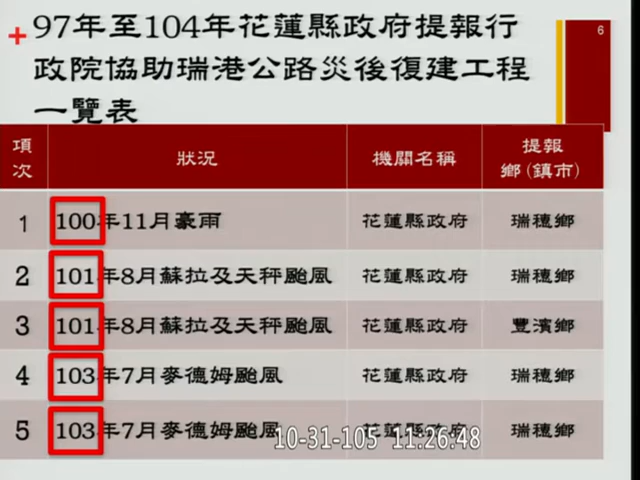 6
+ 97年至104年花蓮縣政府提報行
政院協助瑞港公路災後復建工程
一覽表
項次 狀況 機關名稱 提報鄉(鎮市)
1 100年11月豪雨 花蓮縣政府 瑞穗鄉
2 101年8月蘇拉及天秤颱風 花蓮縣政府 瑞穗鄉
3 101年8月蘇拉及天秤颱風 花蓮縣政府 豐濱鄉
4 103年7月麥德姆颱風 花蓮縣政府 瑞穗鄉
5 103年7月麥德姆颱風 花蓮縣政府 瑞穗鄉
10-31-105 11:26:48